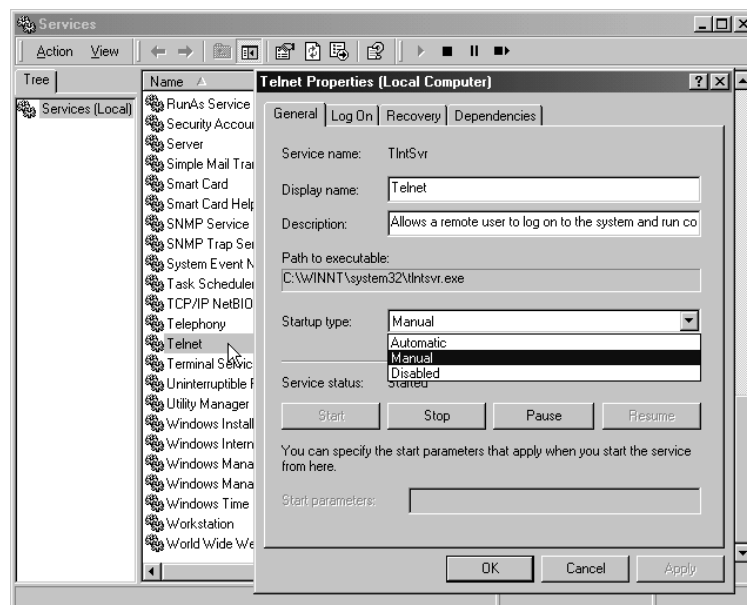 Services
Action View
Tree
Services (Local)
Name
RunAs Service
Security Accour
Server
Simple Mail Trar
Smart Card
Smart Card Help
SNMP Service
SNMP Trap Ser
System Event N
Task Scheduler
TCP/IP NetBIO
Telephony
Telnet
Terminal Servic
Uninterruptible F
Utility Manager
Windows Install
Windows Intern
Windows Mana
Windows Mana
Windows Time
Workstation
World Wide We
Telnet Properties (Local Computer)
General Log On Recovery Dependencies
Service name: TlntSvr
Display name: Telnet
Description: Allows a remote user to log on to the system and run co
Path to executable:
C:\WINNT\system32\tlntsvr.exe
Startup type: Manual
Automatic
Manual
Disabled
Service status: Started
Start Stop Pause Resume
You can specify the start parameters that apply when you start the service
from here.
Start parameters:
OK Cancel Apply